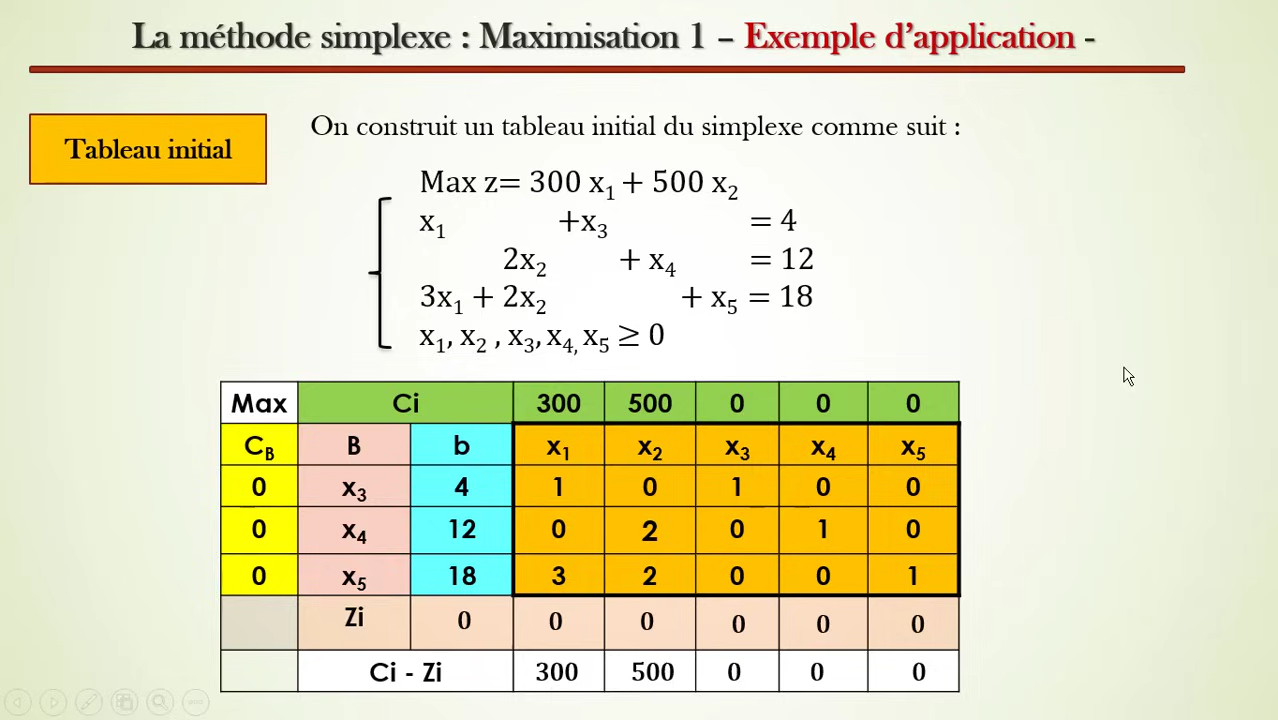 La méthode simplexe : Maximisation 1 – Exemple d’application -
Tableau initial
On construit un tableau initial du simplexe comme suit :
Max z= 300 x₁ + 500 x₂
x₁ +x₃ = 4
2x₂ + x₄ = 12
3x₁ + 2x₂ + x₅ = 18
x₁, x₂ , x₃, x₄, x₅ ≥ 0
Max Ci 300 500 0 0 0
C_B B b x₁ x₂ x₃ x₄ x₅
0 x₃ 4 1 0 1 0 0
0 x₄ 12 0 2 0 1 0
0 x₅ 18 3 2 0 0 1
Zi 0 0 0 0 0 0
Ci - Zi 300 500 0 0 0